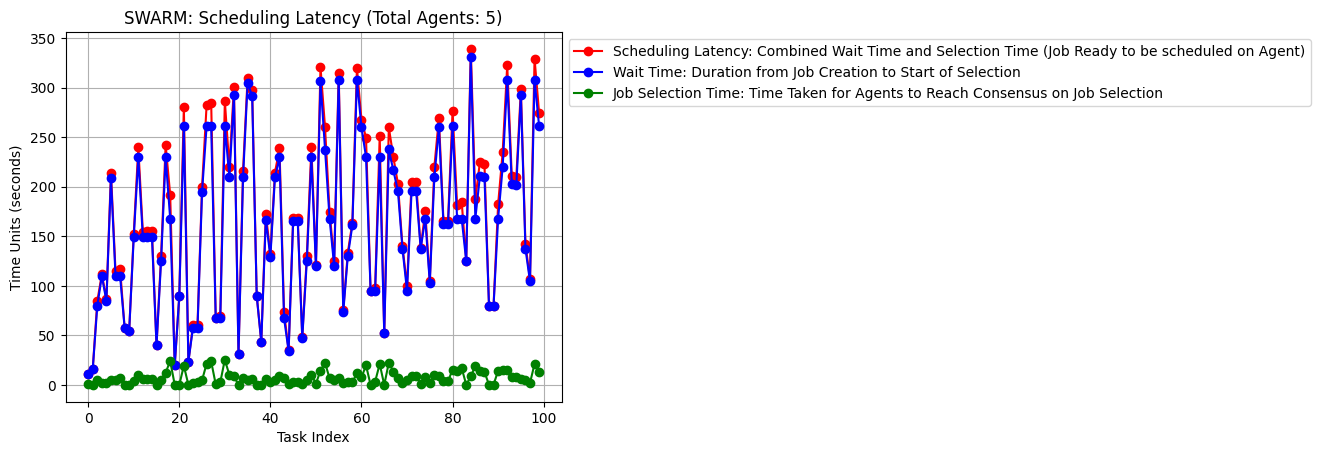 SWARM: Scheduling Latency (Total Agents: 5)
350
300
250
200
150
100
50
0
Time Units (seconds)
0 20 40 60 80 100
Task Index
Scheduling Latency: Combined Wait Time and Selection Time (Job Ready to be scheduled on Agent)
Wait Time: Duration from Job Creation to Start of Selection
Job Selection Time: Time Taken for Agents to Reach Consensus on Job Selection